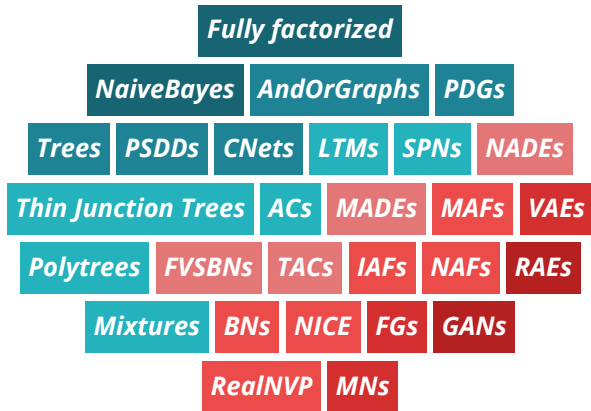 Fully factorized
NaiveBayes AndOrGraphs PDGs
Trees PSDDs CNets LTMs SPNs NADEs
Thin Junction Trees ACs MADEs MAFs VAEs
Polytrees FVSBNs TACs IAFs NAFs RAEs
Mixtures BNs NICE FGs GANs
RealNVP MNs